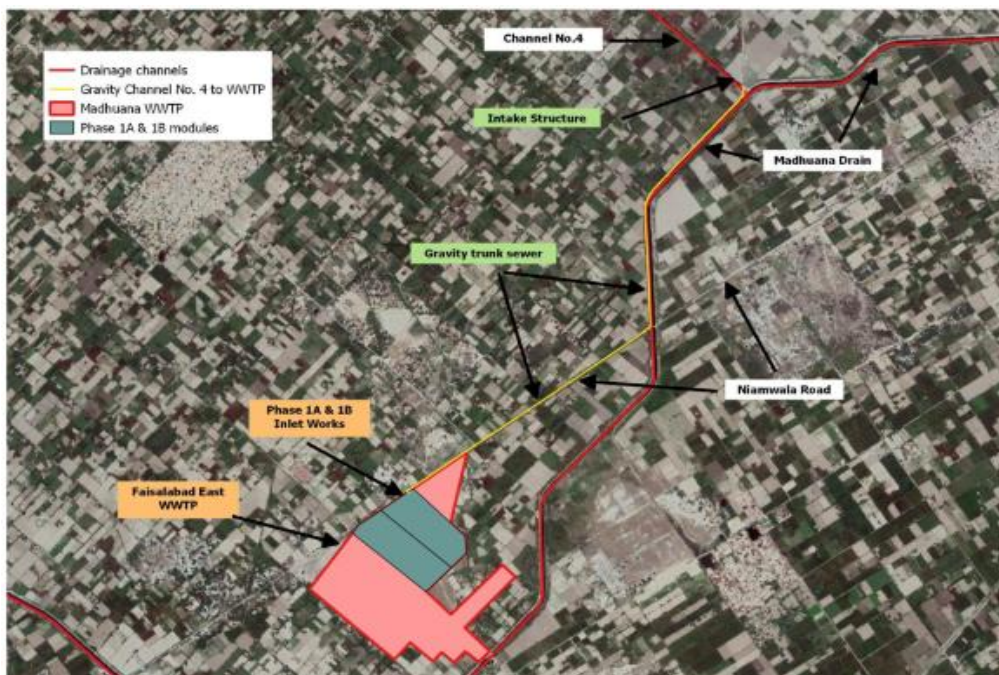 Channel No.4
Drainage channels
Gravity Channel No. 4 to WWTP
Madhuana WWTP
Phase 1A & 1B modules
Intake Structure
Madhuana Drain
Gravity trunk sewer
Niamwala Road
Phase 1A & 1B
Inlet Works
Faisalabad East
WWTP